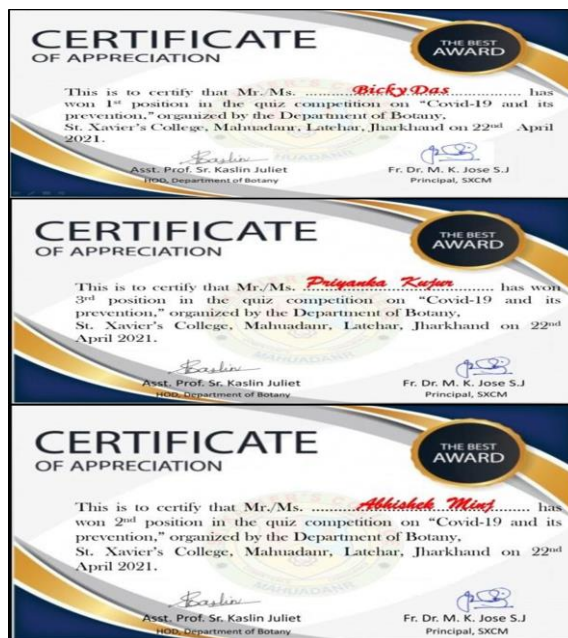 CERTIFICATE
OF APPRECIATION
THE BEST
AWARD
This is to certify that Mr./Ms. ........Bicky Das........ has
won 1st position in the quiz competition on “Covid-19 and its
prevention,” organized by the Department of Botany,
St. Xavier’s College, Mahuadanr, Latehar, Jharkhand on 22nd April
2021.
Kaslin
Asst. Prof. Sr. Kaslin Juliet
HOD, Department of Botany
Fr. Dr. M. K. Jose S.J
Principal, SXCM
MAHUADANR
CERTIFICATE
OF APPRECIATION
THE BEST
AWARD
This is to certify that Mr./Ms. Priyanka Kujur ........ has won
3rd position in the quiz competition on “Covid-19 and its
prevention,” organized by the Department of Botany,
St. Xavier’s College, Mahuadanr, Latehar, Jharkhand on 22nd
April 2021.
MAHUADANR
Kaslin
Asst. Prof. Sr. Kaslin Juliet
HOD, Department of Botany
Fr. Dr. M. K. Jose S.J
Principal, SXCM
CERTIFICATE
OF APPRECIATION
THE BEST
AWARD
This is to certify that Mr./Ms. ........Abhishek Minj........ has
won 2nd position in the quiz competition on “Covid-19 and its
prevention,” organized by the Department of Botany,
St. Xavier’s College, Mahuadanr, Latehar, Jharkhand on 22nd
April 2021.
MAHUADANR
Kaslin
Asst. Prof. Sr. Kaslin Juliet
HOD, Department of Botany
Fr. Dr. M. K. Jose S.J
Principal, SXCM